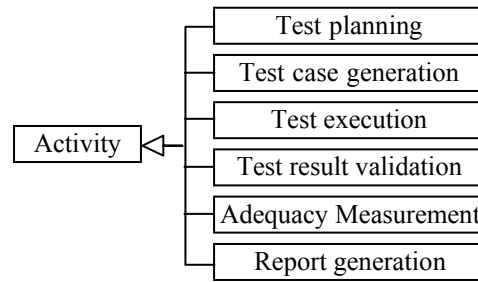 Test planning
Test case generation
Test execution
Activity
Test result validation
Adequacy Measurement
Report generation